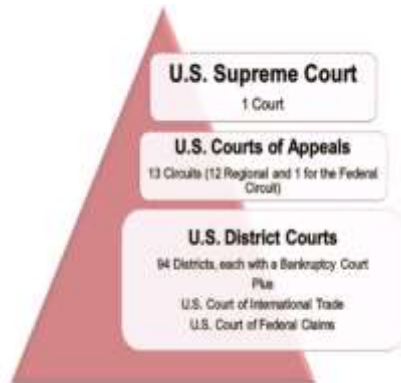 U.S. Supreme Court
1 Court
U.S. Courts of Appeals
13 Circuits (12 Regional and 1 for the Federal
Circuit)
U.S. District Courts
94 Districts, each with a Bankruptcy Court
Plus
U.S. Court of International Trade
U.S. Court of Federal Claims